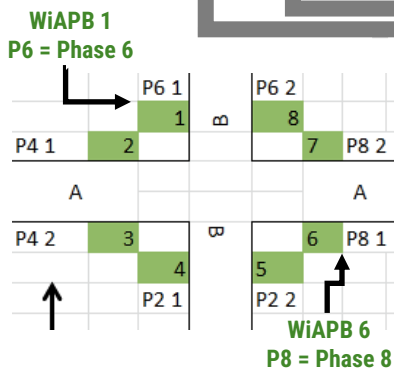 WiAPB 1
P6 = Phase 6
P6 1
P6 2
1
B
8
P4 1
2
7
P8 2
A
A
P4 2
3
B
6
P8 1
4
5
P2 1
P2 2
WiAPB 6
P8 = Phase 8